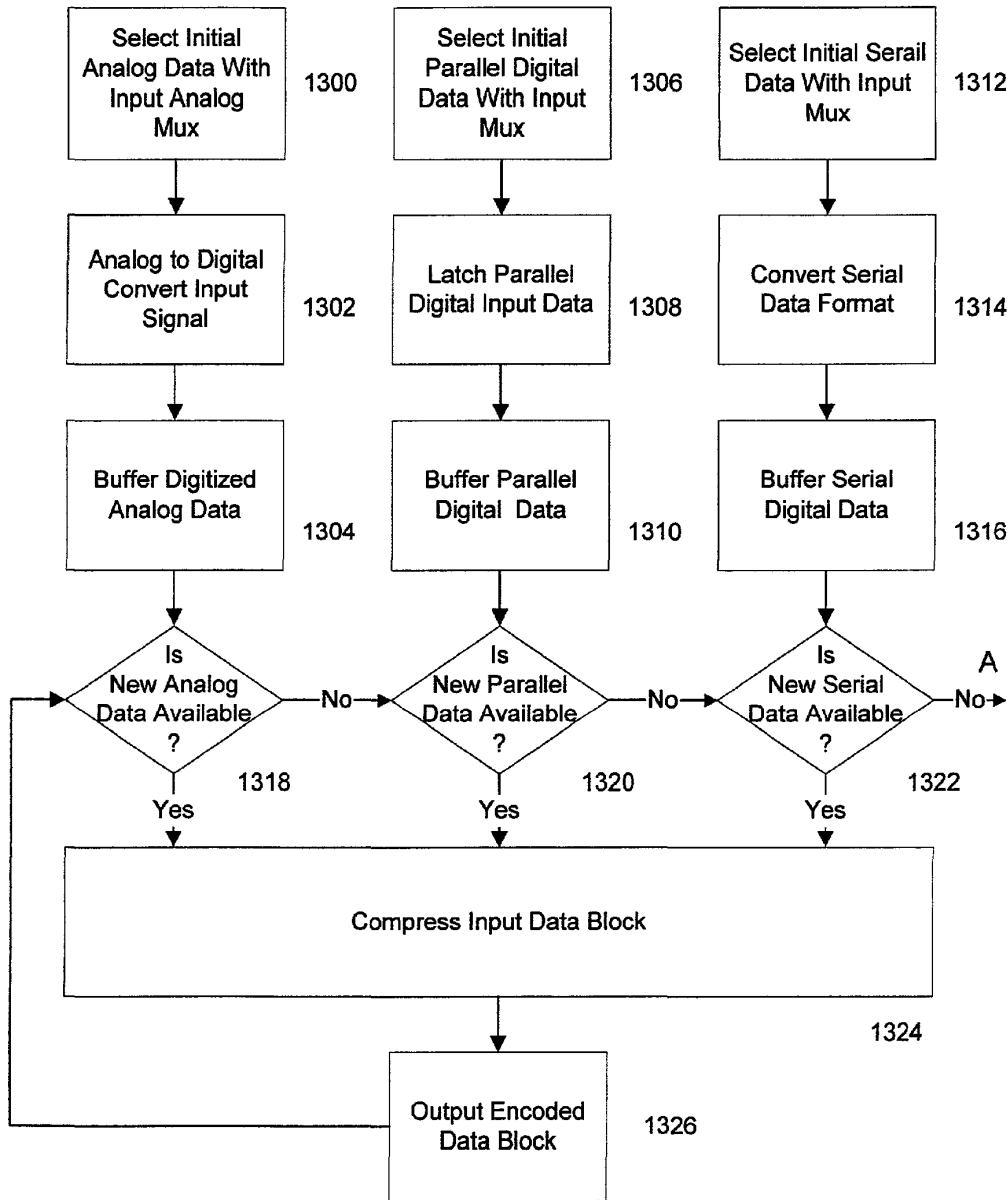 Select Initial
Analog Data With
Input Analog
Mux
1300
Select Initial
Parallel Digital
Data With Input
Mux
1306
Select Initial Serail
Data With Input
Mux
1312
Analog to Digital
Convert Input
Signal
1302
Latch Parallel
Digital Input Data
1308
Convert Serial
Data Format
1314
Buffer Digitized
Analog Data
1304
Buffer Parallel
Digital Data
1310
Buffer Serial
Digital Data
1316
Is
New Analog
Data Available
?
1318
No
Yes
Is
New Parallel
Data Available
?
1320
No
Yes
Is
New Serial
Data Available
?
1322
A
No
Yes
Compress Input Data Block
1324
Output Encoded
Data Block
1326